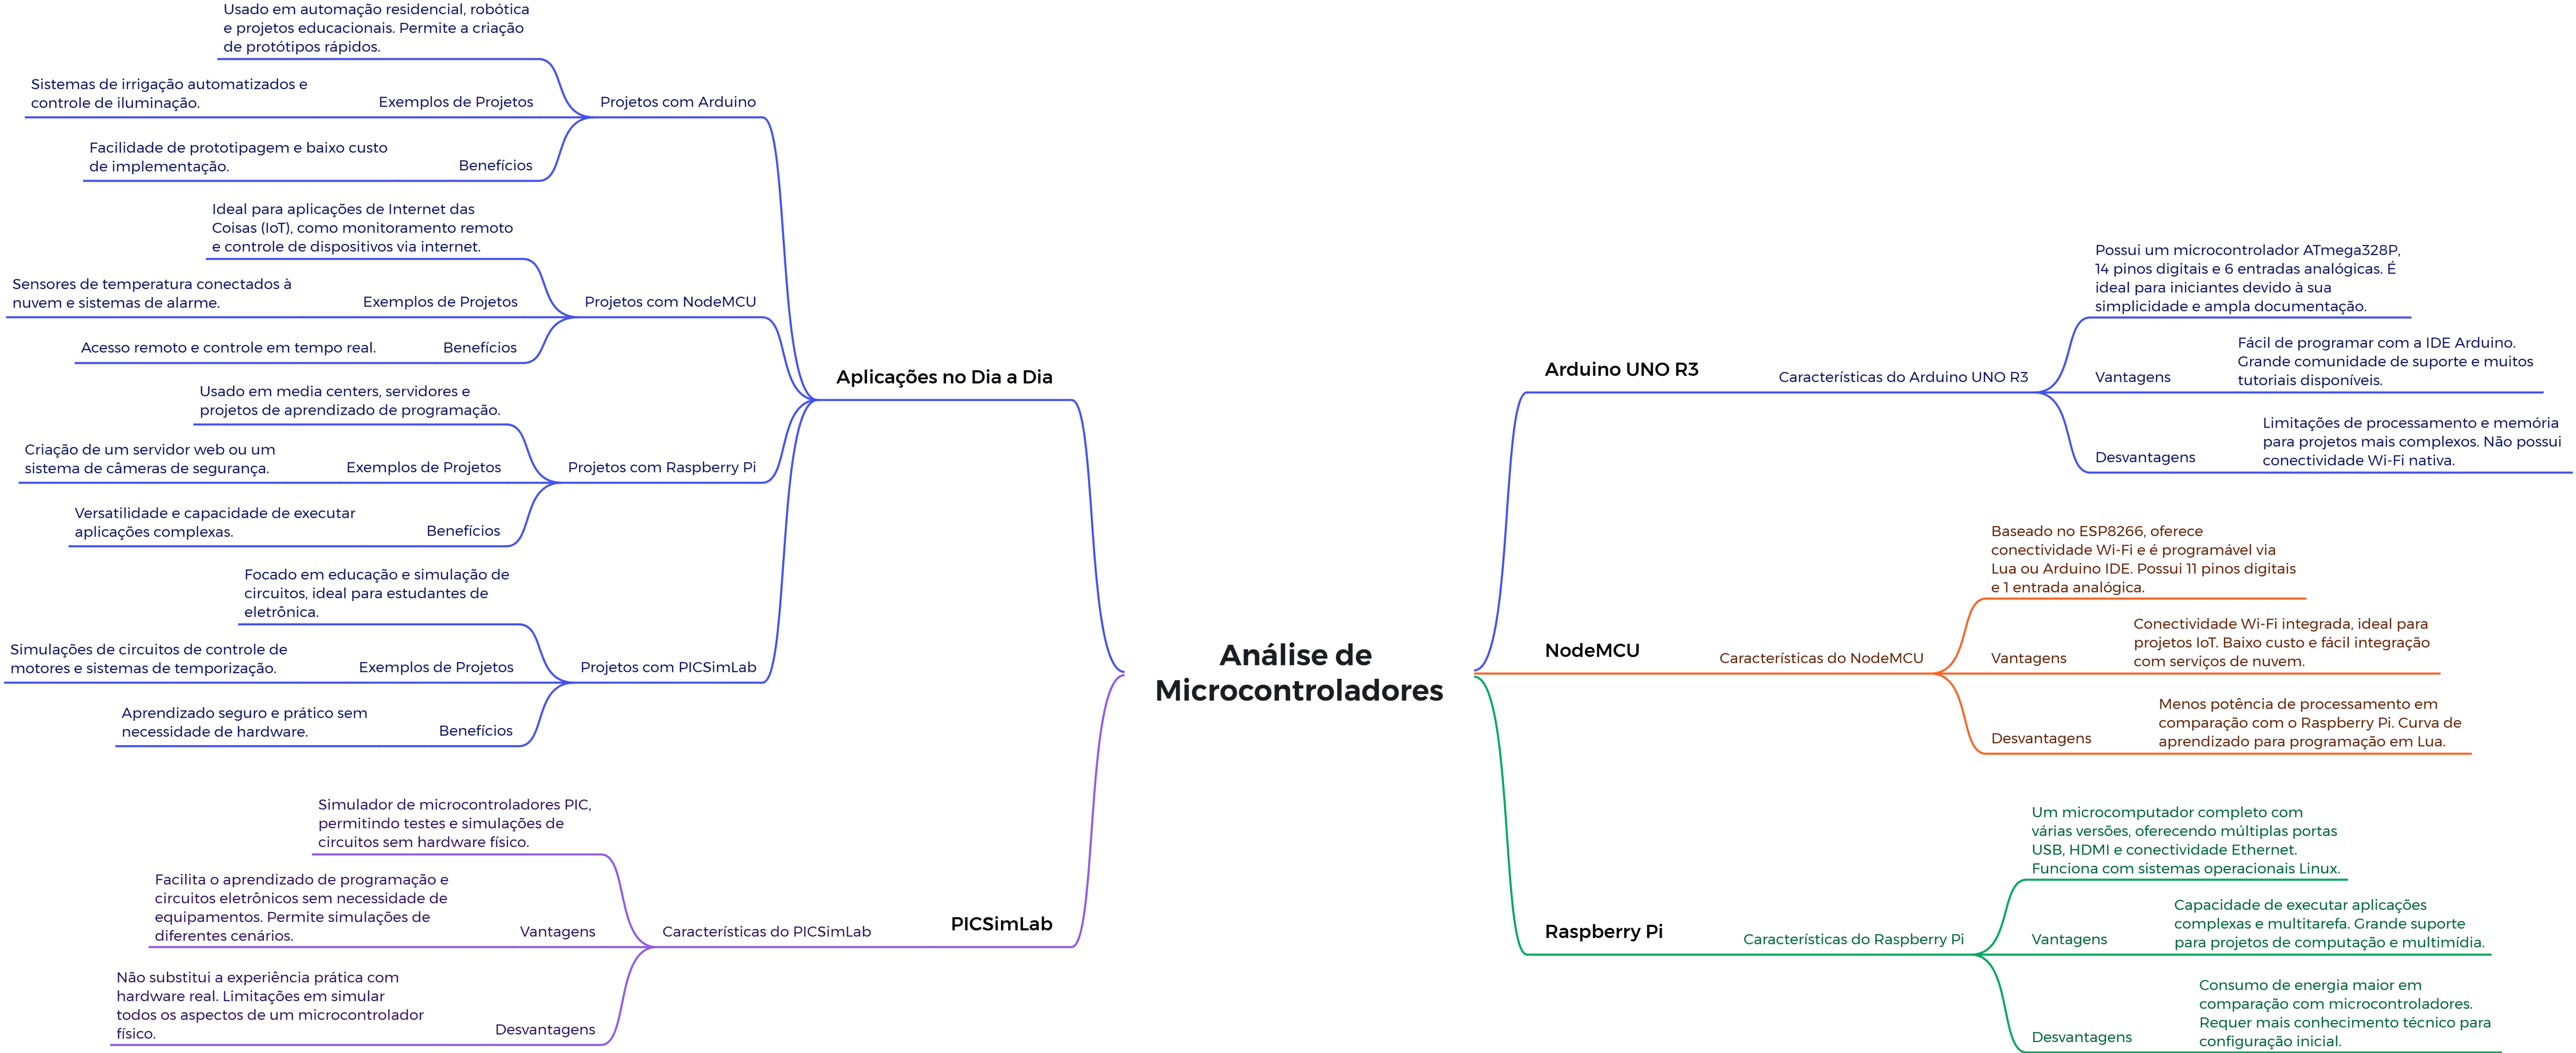 Análise de
Microcontroladores
Arduino UNO R3
Características do Arduino UNO R3
Possui um microcontrolador ATmega328P,
14 pinos digitais e 6 entradas analógicas. É
ideal para iniciantes devido à sua
simplicidade e ampla documentação.
Vantagens
Fácil de programar com a IDE Arduino.
Grande comunidade de suporte e muitos
tutoriais disponíveis.
Desvantagens
Limitações de processamento e memória
para projetos mais complexos. Não possui
conectividade Wi-Fi nativa.
NodeMCU
Características do NodeMCU
Baseado no ESP8266, oferece
conectividade Wi-Fi e é programável via
Lua ou Arduino IDE. Possui 11 pinos digitais
e 1 entrada analógica.
Vantagens
Conectividade Wi-Fi integrada, ideal para
projetos IoT. Baixo custo e fácil integração
com serviços de nuvem.
Desvantagens
Menos potência de processamento em
comparação com o Raspberry Pi. Curva de
aprendizado para programação em Lua.
Raspberry Pi
Características do Raspberry Pi
Um microcomputador completo com
várias versões, oferecendo múltiplas portas
USB, HDMI e conectividade Ethernet.
Funciona com sistemas operacionais Linux.
Vantagens
Capacidade de executar aplicações
complexas e multitarefa. Grande suporte
para projetos de computação e multimídia.
Desvantagens
Consumo de energia maior em
comparação com microcontroladores.
Requer mais conhecimento técnico para
configuração inicial.
Aplicações no Dia a Dia
Projetos com Arduino
Usado em automação residencial, robótica
e projetos educacionais. Permite a criação
de protótipos rápidos.
Exemplos de Projetos
Sistemas de irrigação automatizados e
controle de iluminação.
Benefícios
Facilidade de prototipagem e baixo custo
de implementação.
Projetos com NodeMCU
Ideal para aplicações de Internet das
Coisas (IoT), como monitoramento remoto
e controle de dispositivos via internet.
Exemplos de Projetos
Sensores de temperatura conectados à
nuvem e sistemas de alarme.
Benefícios
Acesso remoto e controle em tempo real.
Projetos com Raspberry Pi
Usado em media centers, servidores e
projetos de aprendizado de programação.
Exemplos de Projetos
Criação de um servidor web ou um
sistema de câmeras de segurança.
Benefícios
Versatilidade e capacidade de executar
aplicações complexas.
Projetos com PICSimLab
Focado em educação e simulação de
circuitos, ideal para estudantes de
eletrônica.
Exemplos de Projetos
Simulações de circuitos de controle de
motores e sistemas de temporização.
Benefícios
Aprendizado seguro e prático sem
necessidade de hardware.
PICSimLab
Características do PICSimLab
Simulador de microcontroladores PIC,
permitindo testes e simulações de
circuitos sem hardware físico.
Vantagens
Facilita o aprendizado de programação e
circuitos eletrônicos sem necessidade de
equipamentos. Permite simulações de
diferentes cenários.
Desvantagens
Não substitui a experiência prática com
hardware real. Limitações em simular
todos os aspectos de um microcontrolador
físico.